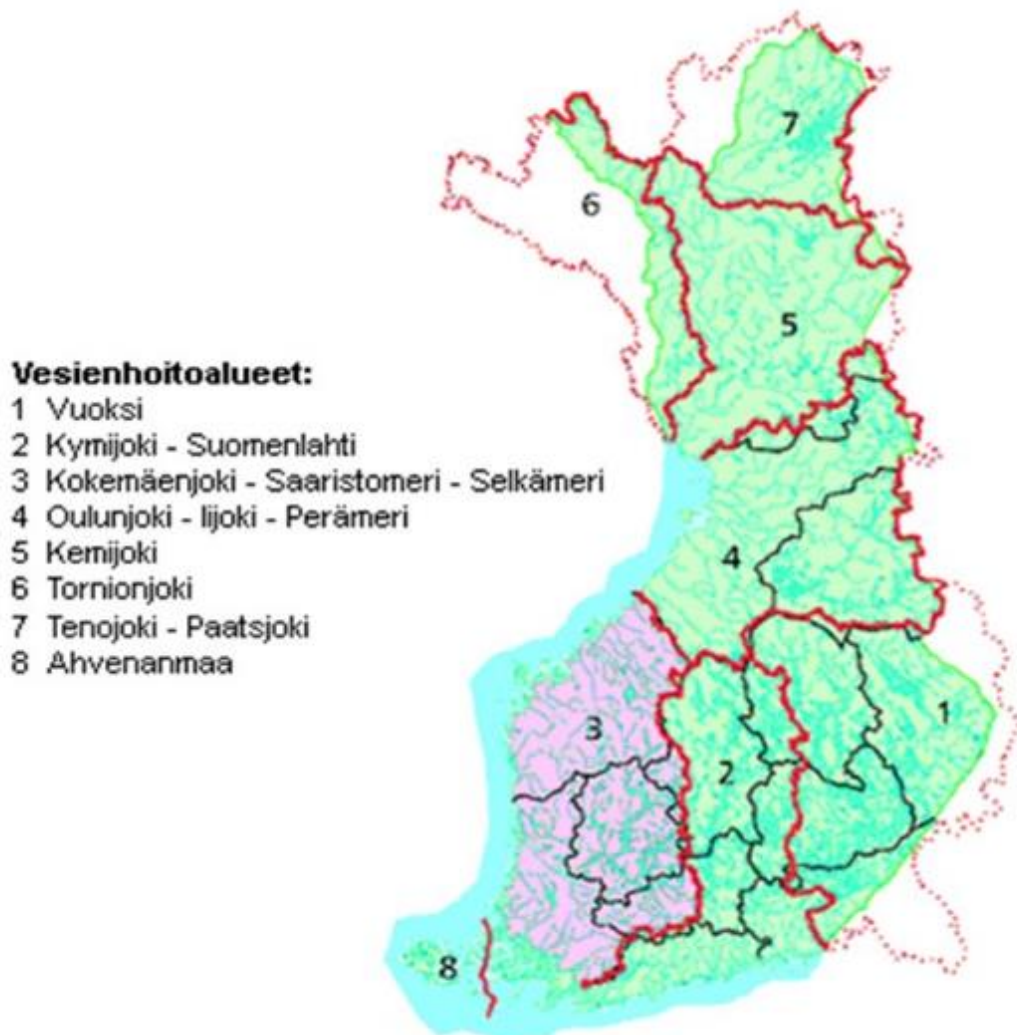 Vesienhoitoalueet:
1 Vuoksi
2 Kymijoki - Suomenlahti
3 Kokemäenjoki - Saaristomeri - Selkämeri
4 Oulunjoki - Iijoki - Perämeri
5 Kemijoki
6 Tornionjoki
7 Tenojoki - Paatsjoki
8 Ahvenanmaa
7
6
5
4
1
3
2
8